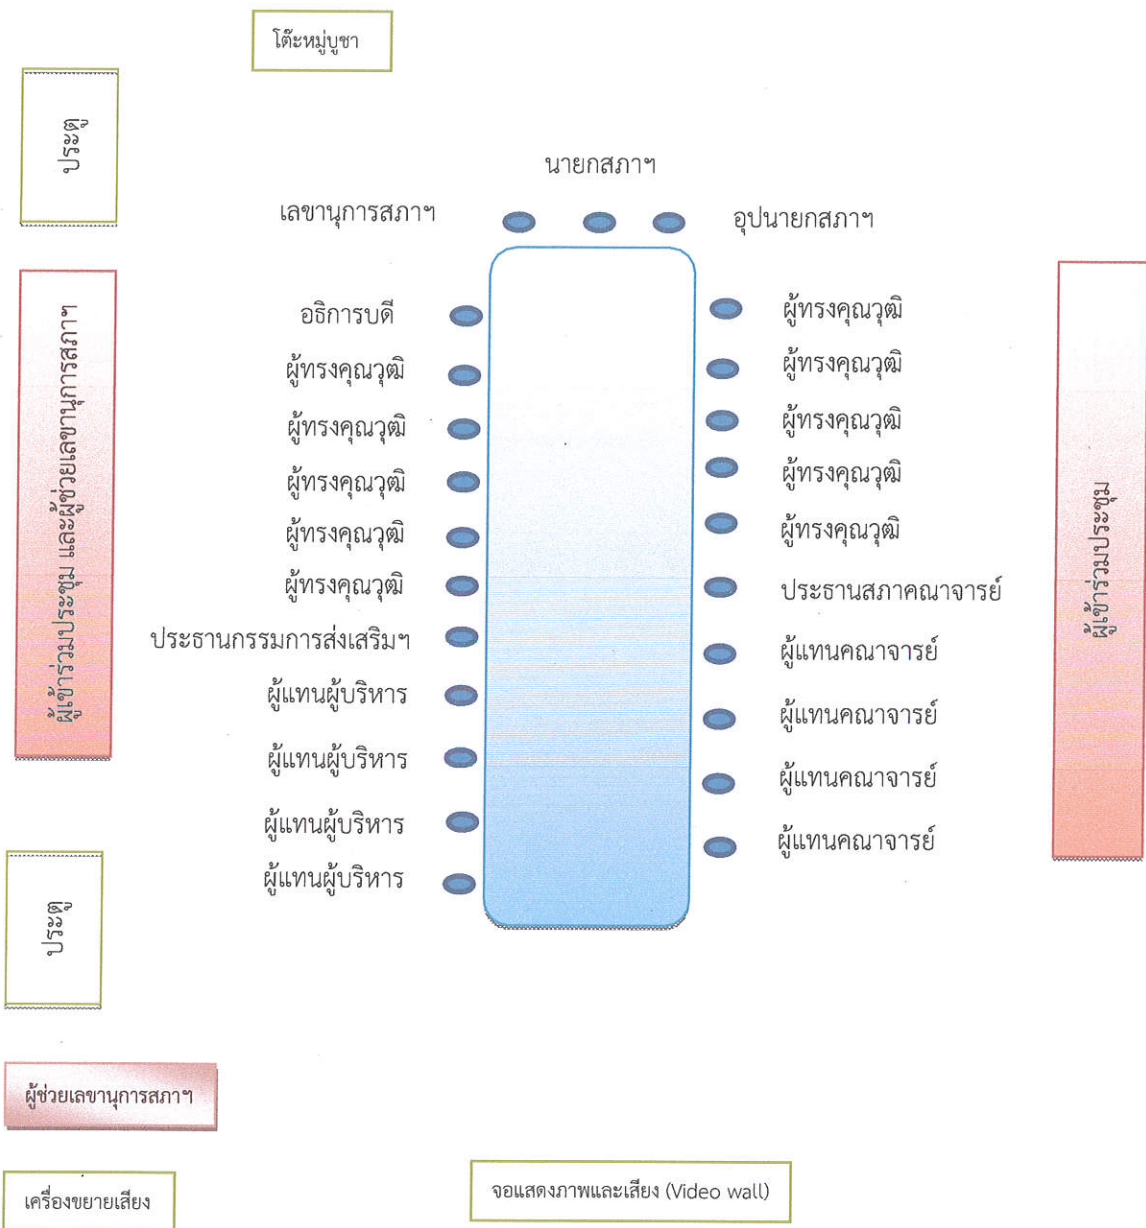 โต๊ะหมู่บูชา
ประตู
นายกสภาฯ
เลขานุการสภาฯ
อุปนายกสภาฯ
ผู้เข้าร่วมประชุม และผู้ช่วยเลขานุการสภาฯ
อธิการบดี
ผู้ทรงคุณวุฒิ
ผู้ทรงคุณวุฒิ
ผู้ทรงคุณวุฒิ
ผู้ทรงคุณวุฒิ
ผู้ทรงคุณวุฒิ
ประธานกรรมการส่งเสริมฯ
ผู้แทนผู้บริหาร
ผู้แทนผู้บริหาร
ผู้แทนผู้บริหาร
ผู้แทนผู้บริหาร
ผู้ทรงคุณวุฒิ
ผู้ทรงคุณวุฒิ
ผู้ทรงคุณวุฒิ
ผู้ทรงคุณวุฒิ
ผู้ทรงคุณวุฒิ
ประธานสภาคณาจารย์
ผู้แทนคณาจารย์
ผู้แทนคณาจารย์
ผู้แทนคณาจารย์
ผู้แทนคณาจารย์
ผู้เข้าร่วมประชุม
ประตู
ผู้ช่วยเลขานุการสภาฯ
เครื่องขยายเสียง
จอแสดงภาพและเสียง (Video wall)